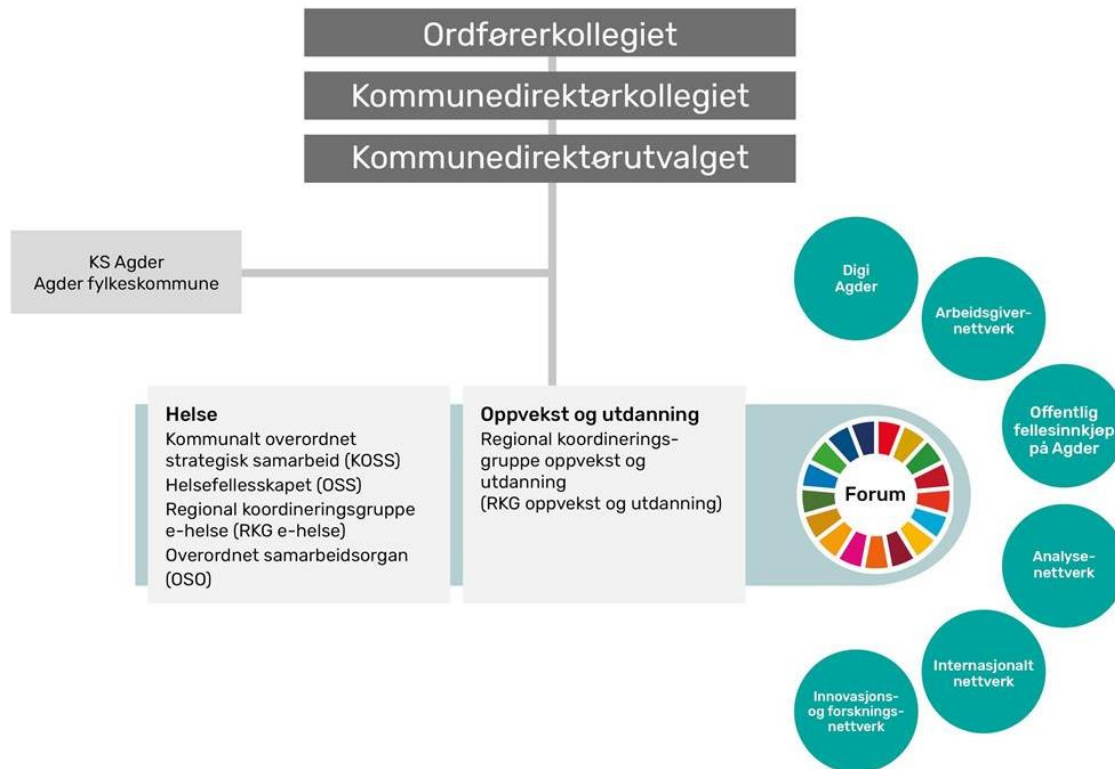 Ordførerkollegiet
Kommunedirektørkollegiet
Kommunedirektørutvalget
KS Agder
Agder fylkeskommune
Helse
Kommunalt overordnet
strategisk samarbeid (KOSS)
Helsefellesskapet (OSS)
Regional koordineringsgruppe
e-helse (RKG e-helse)
Overordnet samarbeidsorgan
(OSO)
Oppvekst og utdanning
Regional koordinerings-
gruppe oppvekst og
utdanning
(RKG oppvekst og utdanning)
Forum
Digi
Agder
Arbeidsgiver-
nettverk
Offentlig
fellesinnkjøp
på Agder
Analyse-
nettverk
Internasjonalt
nettverk
Innovasjons-
og forsknings-
nettverk